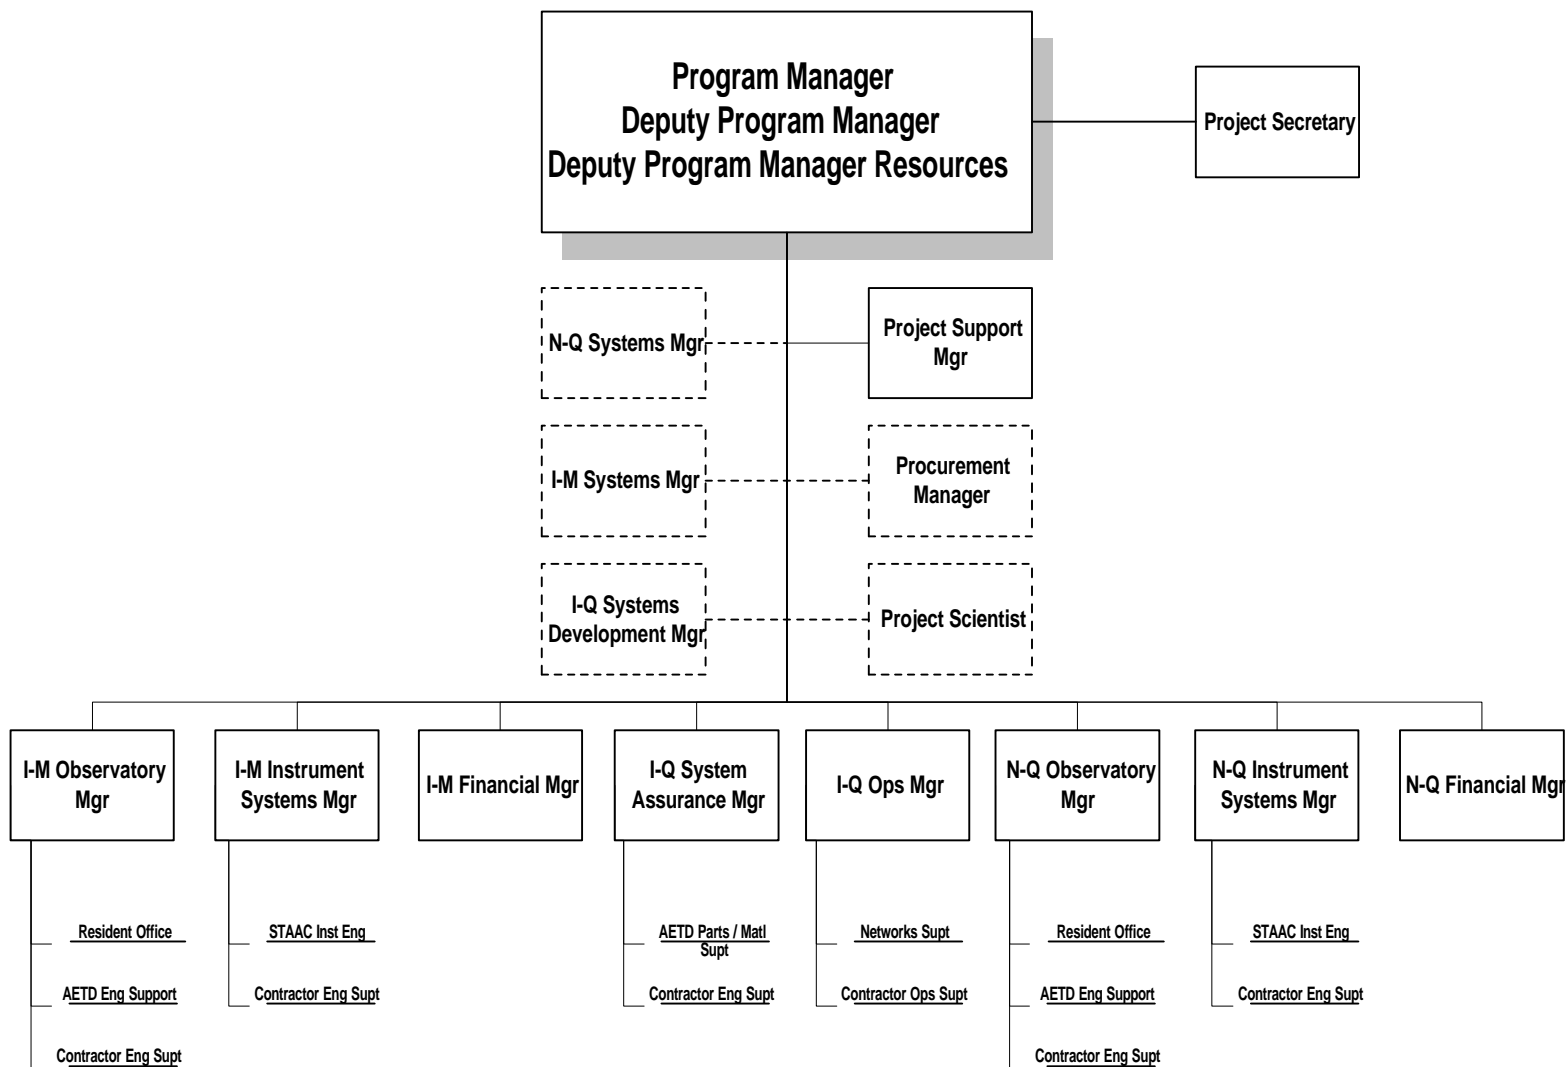 Program Manager
Deputy Program Manager
Deputy Program Manager Resources
Project Secretary
N-Q Systems Mgr
Project Support
Mgr
I-M Systems Mgr
Procurement
Manager
I-Q Systems
Development Mgr
Project Scientist
I-M Observatory
Mgr
I-M Instrument
Systems Mgr
I-M Financial Mgr
I-Q System
Assurance Mgr
I-Q Ops Mgr
N-Q Observatory
Mgr
N-Q Instrument
Systems Mgr
N-Q Financial Mgr
Resident Office
AETD Eng Support
Contractor Eng Supt
STAAC Inst Eng
Contractor Eng Supt
AETD Parts / Matl
Supt
Contractor Eng Supt
Networks Supt
Contractor Ops Supt
Resident Office
AETD Eng Support
Contractor Eng Supt
STAAC Inst Eng
Contractor Eng Supt